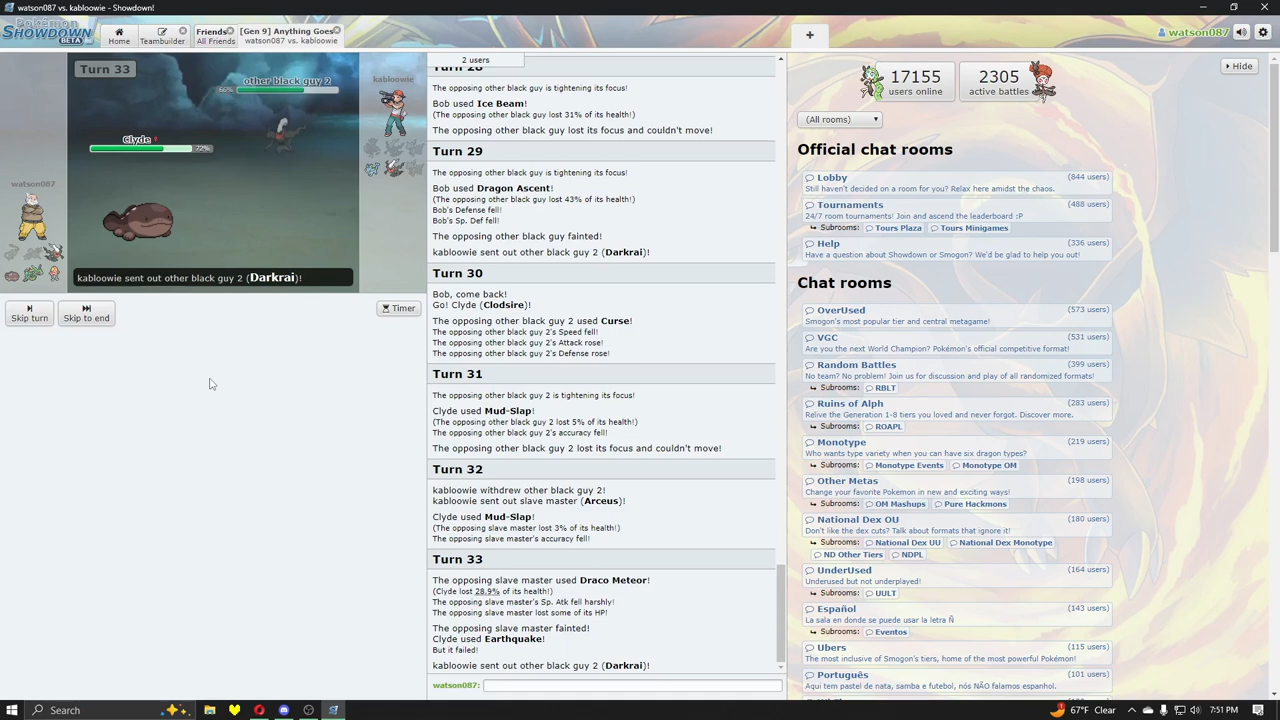 watson087 vs. kabloowie - Showdown!
Pokémon
SHOWDOWN
BETA
Home
Teambuilder
Friends
All Friends
[Gen 9] Anything Goes
watson087 vs. kabloowie
+
watson087
Turn 33
other black guy 2
66%
Clyde
72%
watson087
kabloowie
kabloowie sent out other black guy 2 (Darkrai)!
Skip turn
Skip to end
Timer
2 users
Turn 28
The opposing other black guy is tightening its focus!
Bob used Ice Beam!
(The opposing other black guy lost 31% of its health!)
The opposing other black guy lost its focus and couldn't move!
Turn 29
The opposing other black guy is tightening its focus!
Bob used Dragon Ascent!
(The opposing other black guy lost 43% of its health!)
Bob's Defense fell!
Bob's Sp. Def fell!
The opposing other black guy fainted!
kabloowie sent out other black guy 2 (Darkrai)!
Turn 30
Bob, come back!
Go! Clyde (Clodsire)!
The opposing other black guy 2 used Curse!
The opposing other black guy 2's Speed fell!
The opposing other black guy 2's Attack rose!
The opposing other black guy 2's Defense rose!
Turn 31
The opposing other black guy 2 is tightening its focus!
Clyde used Mud-Slap!
(The opposing other black guy 2 lost 5% of its health!)
The opposing other black guy 2's accuracy fell!
The opposing other black guy 2 lost its focus and couldn't move!
Turn 32
kabloowie withdrew other black guy 2!
kabloowie sent out slave master (Arceus)!
Clyde used Mud-Slap!
(The opposing slave master lost 3% of its health!)
The opposing slave master's accuracy fell!
Turn 33
The opposing slave master used Draco Meteor!
(Clyde lost 28.9% of its health!)
The opposing slave master's Sp. Atk fell harshly!
The opposing slave master lost some of its HP!
The opposing slave master fainted!
Clyde used Earthquake!
But it failed!
kabloowie sent out other black guy 2 (Darkrai)!
watson087:
17155
users online
2305
active battles
Hide
(All rooms)
Official chat rooms
Lobby (844 users)
Still haven't decided on a room for you? Relax here amidst the chaos.
Tournaments (488 users)
24/7 room tournaments! Join and ascend the leaderboard :P
Subrooms: Tours Plaza Tours Minigames
Help (336 users)
Have a question about Showdown or Smogon? We'd be glad to help you out!
Chat rooms
OverUsed (573 users)
Smogon's most popular tier and central metagame!
VGC (531 users)
Are you the next World Champion? Pokémon's official competitive format!
Random Battles (399 users)
No team? No problem! Join us for discussion and play of all randomized formats!
Subrooms: RBLT
Ruins of Alph (283 users)
Relive the Generation 1-8 tiers you loved and never forgot. Discover more.
Subrooms: ROAPL
Monotype (219 users)
Who wants type variety when you can have six dragon types?
Subrooms: Monotype Events Monotype OM
Other Metas (198 users)
Change your favorite Pokemon in new and exciting ways!
Subrooms: OM Mashups Pure Hackmons
National Dex OU (180 users)
Don't like the dex cuts? Talk about formats that ignore it!
Subrooms: National Dex UU National Dex Monotype
ND Other Tiers NDPL
UnderUsed (164 users)
Underused but not underplayed!
Subrooms: UULT
Español (143 users)
La sala en donde se puede usar la letra Ñ
Subrooms: Eventos
Ubers (115 users)
The most inclusive of Smogon's tiers, home of the most powerful Pokémon!
Português (101 users)
Aqui tem pastel de nata, samba e futebol, nós NÃO falamos espanhol.
Search
67°F Clear
7:51 PM